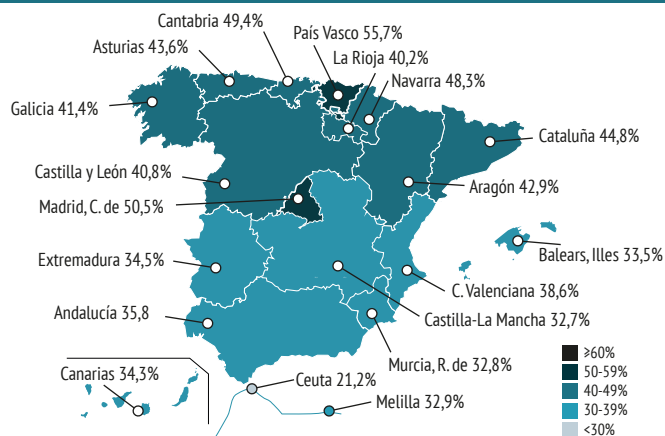 Cantabria 49,4%
País Vasco 55,7%
Asturias 43,6%
La Rioja 40,2%
Navarra 48,3%
Galicia 41,4%
Cataluña 44,8%
Castilla y León 40,8%
Aragón 42,9%
Madrid, C. de 50,5%
Balears, Illes 33,5%
Extremadura 34,5%
C. Valenciana 38,6%
Andalucía 35,8
Castilla-La Mancha 32,7%
Murcia, R. de 32,8%
Canarias 34,3%
Ceuta 21,2%
Melilla 32,9%
≥60%
50-59%
40-49%
30-39%
<30%